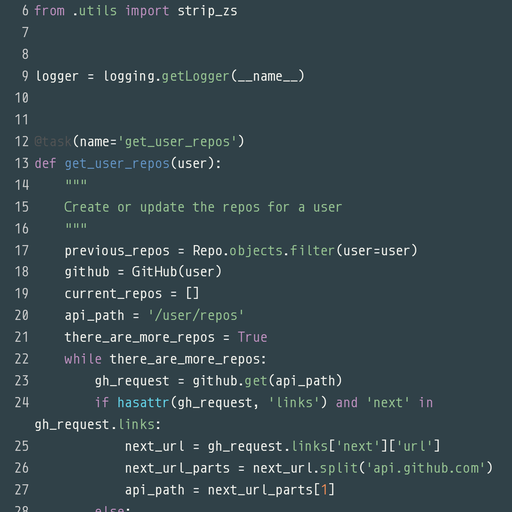 6 from .utils import strip_zs
7
8
9 logger = logging.getLogger(__name__)
10
11
12 @task(name='get_user_repos')
13 def get_user_repos(user):
14     """
15     Create or update the repos for a user
16     """
17     previous_repos = Repo.objects.filter(user=user)
18     github = GitHub(user)
19     current_repos = []
20     api_path = '/user/repos'
21     there_are_more_repos = True
22     while there_are_more_repos:
23         gh_request = github.get(api_path)
24         if hasattr(gh_request, 'links') and 'next' in
gh_request.links:
25             next_url = gh_request.links['next']['url']
26             next_url_parts = next_url.split('api.github.com')
27             api_path = next_url_parts[1]
28         else: